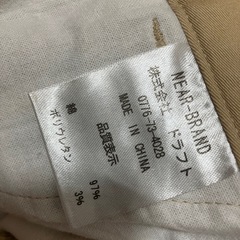 NEAR-BRAND
株式会社 ドラフト
0776-73-4028
MADE IN CHINA
品質表示
綿 97%
ポリウレタン 3%